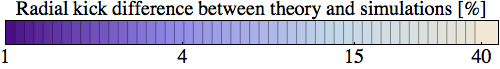 Radial kick difference between theory and simulations [%]
1 4 15 40